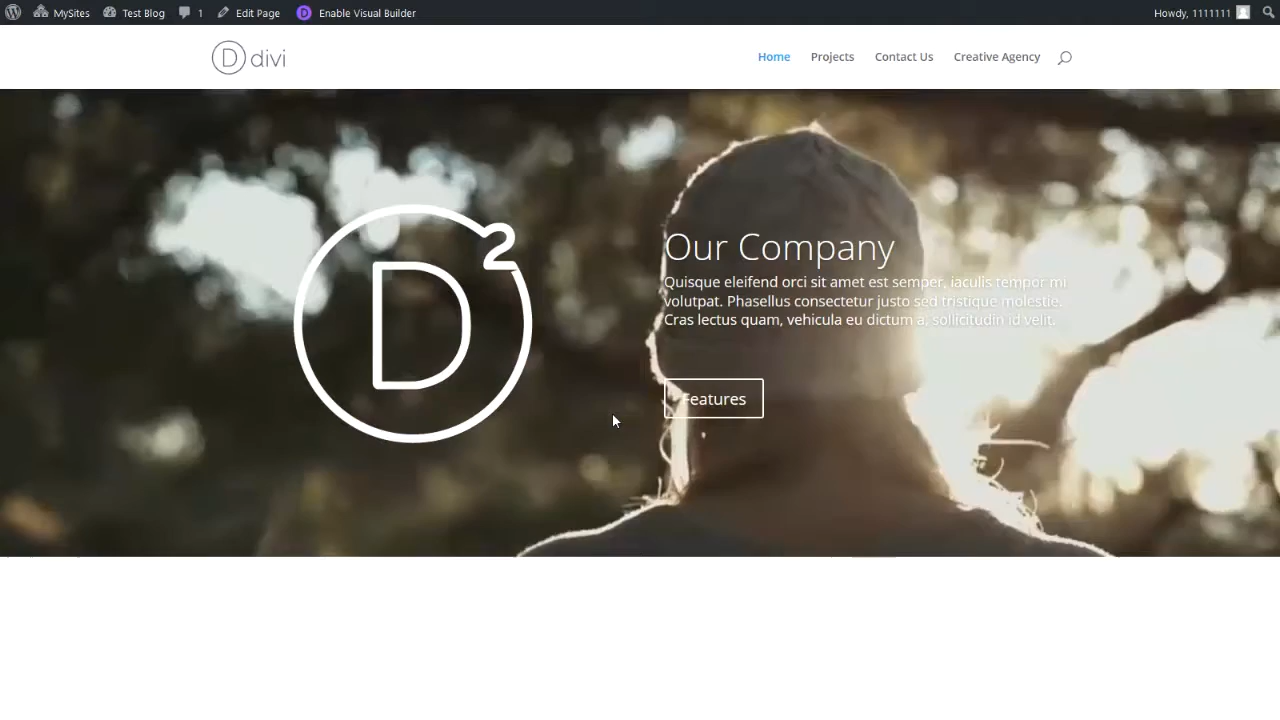 MySites Test Blog 1 Edit Page D Enable Visual Builder Howdy, 1111111
D divi Home Projects Contact Us Creative Agency
D2
Our Company
Quisque eleifend orci sit amet est semper, iaculis tempor mi
volutpat. Phasellus consectetur justo sed tristique molestie.
Cras lectus quam, vehicula eu dictum a, sollicitudin id velit.
Features